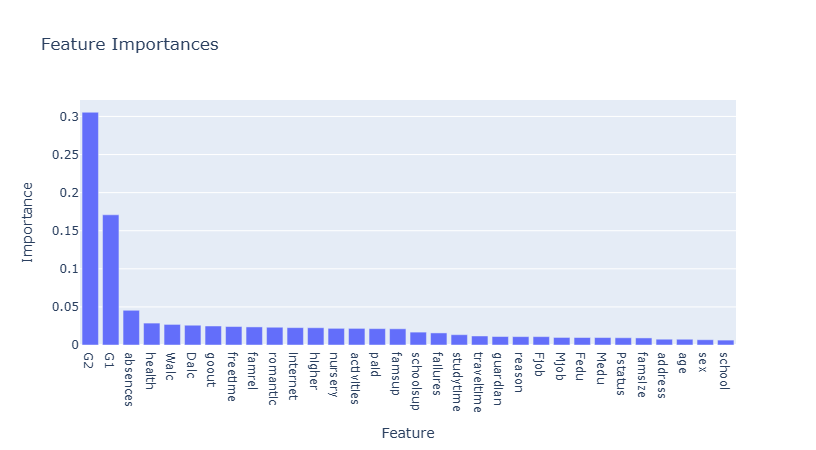 Feature Importances
0.3
0.25
0.2
0.15
0.1
0.05
0
Importance
G2
G1
absences
health
Walc
Dalc
goout
freetime
famrel
romantic
internet
higher
nursery
activities
paid
famsup
schoolsup
failures
studytime
traveltime
guardian
reason
Fjob
Mjob
Fedu
Medu
Pstatus
famsize
address
age
sex
school
Feature